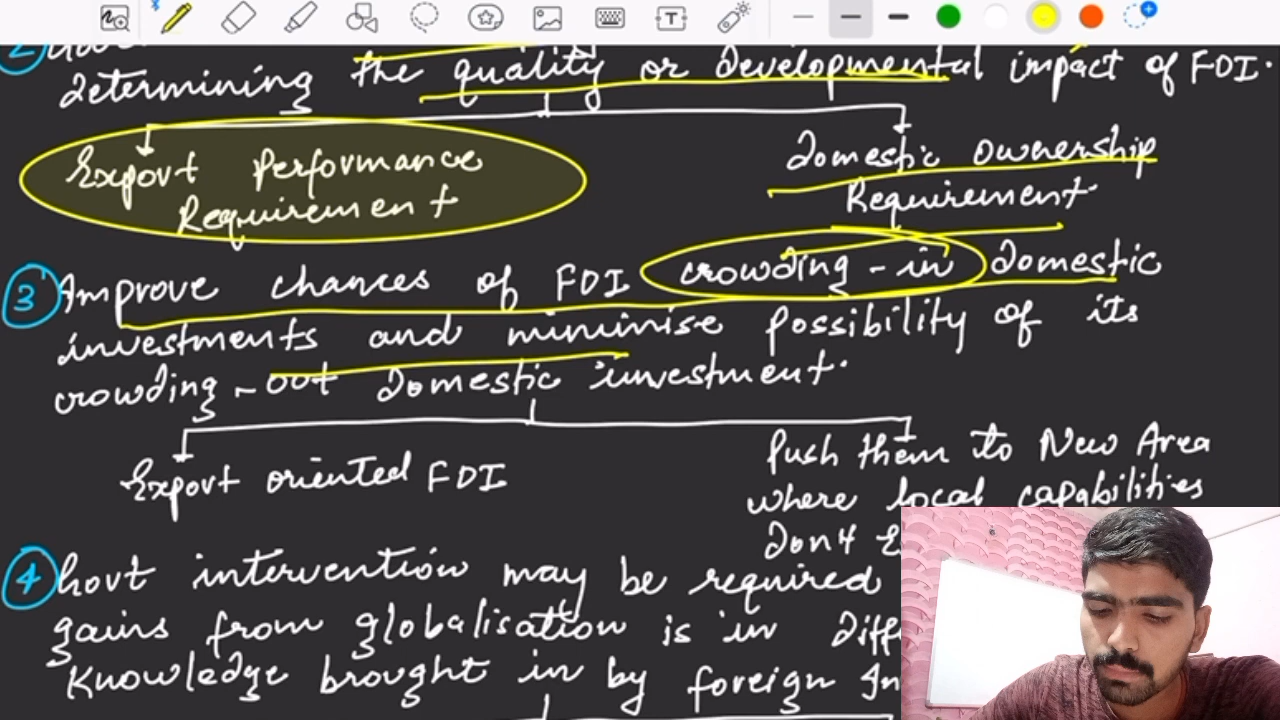 2
determining the quality or developmental impact of FDI.
Export Performance
Requirement
Domestic ownership
Requirement
3 Improve chances of FDI crowding-in domestic
investments and minimise possibility of its
crowding-out domestic investment.
Export oriented FDI
Push them to New Area
where local capabilities
Don't
4 Govt intervention may be required
gains from globalisation is in
Knowledge brought in by foreign
T